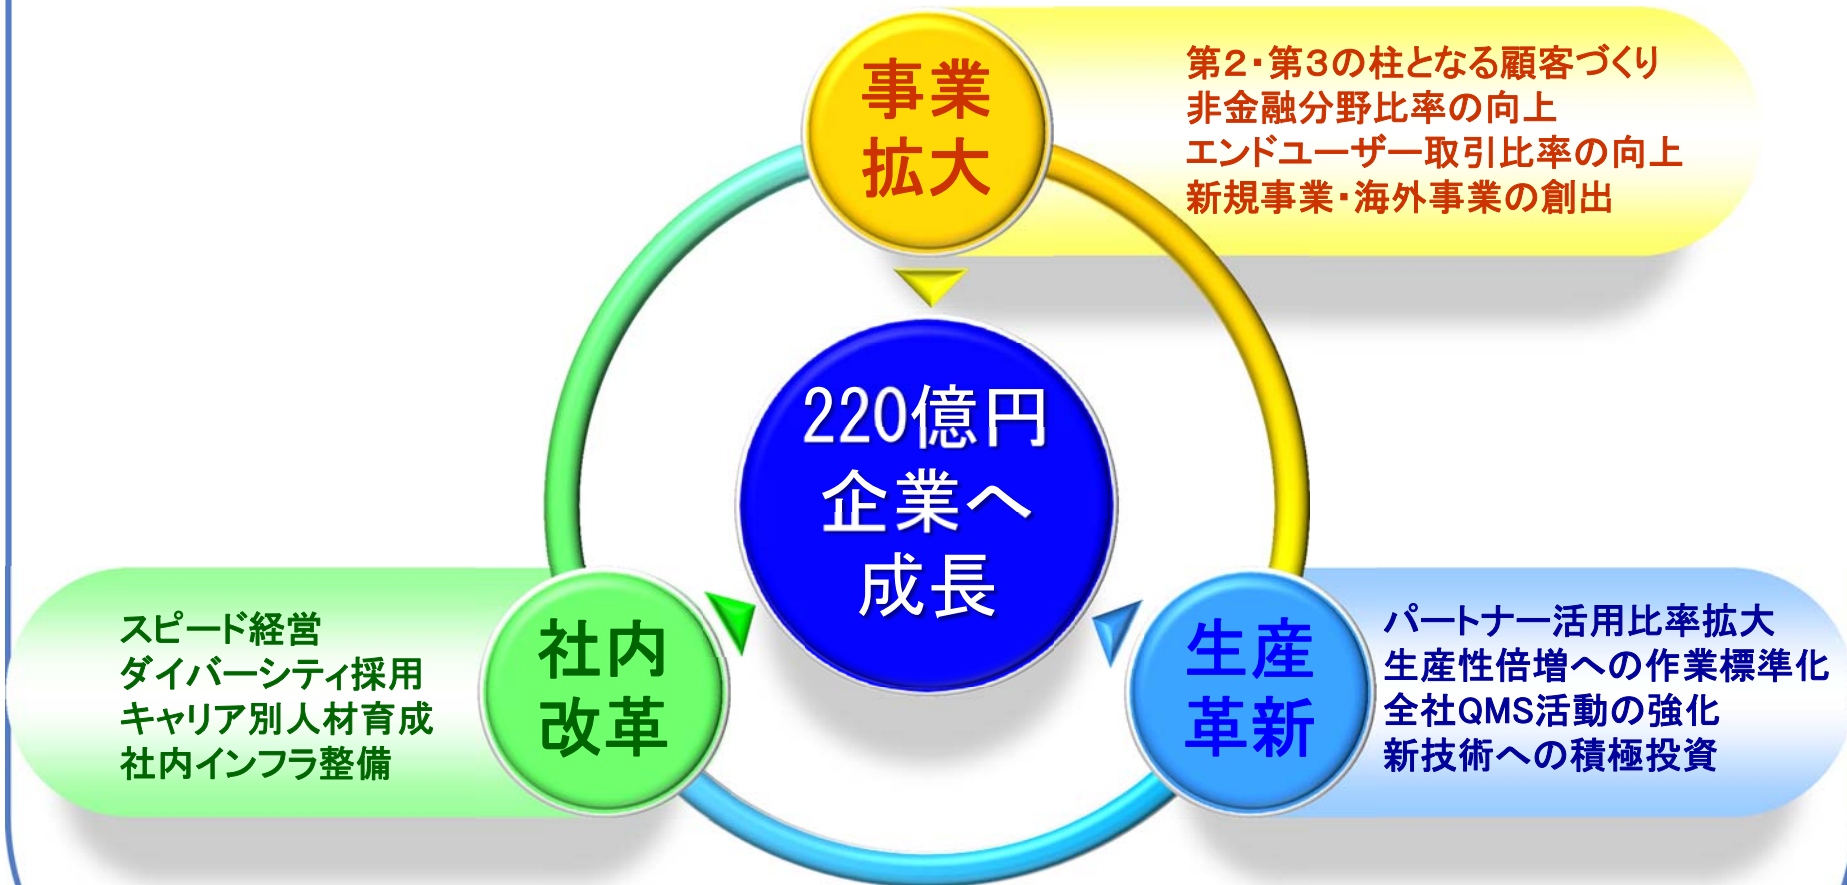 事業
拡大
第2・第3の柱となる顧客づくり
非金融分野比率の向上
エンドユーザー取引比率の向上
新規事業・海外事業の創出
220億円
企業へ
成長
社内
改革
スピード経営
ダイバーシティ採用
キャリア別人材育成
社内インフラ整備
生産
革新
パートナー活用比率拡大
生産性倍増への作業標準化
全社QMS活動の強化
新技術への積極投資